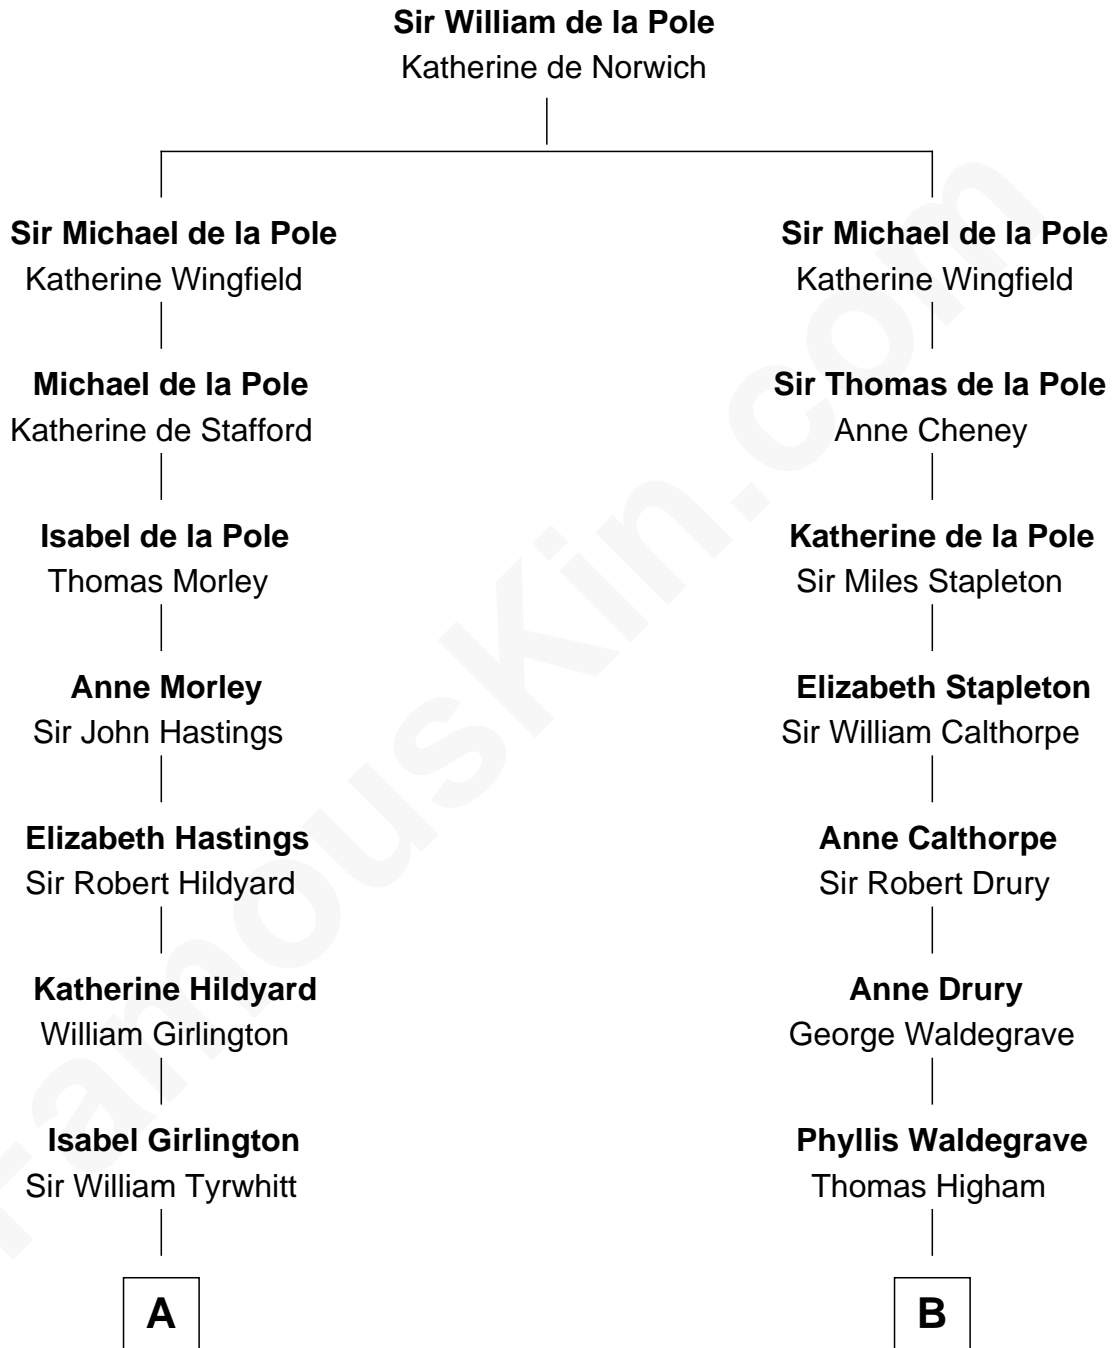 Sir William de la Pole
Katherine de Norwich
Sir Michael de la Pole
Katherine Wingfield
Sir Michael de la Pole
Katherine Wingfield
Michael de la Pole
Katherine de Stafford
Sir Thomas de la Pole
Anne Cheney
Isabel de la Pole
Thomas Morley
Katherine de la Pole
Sir Miles Stapleton
Anne Morley
Sir John Hastings
Elizabeth Stapleton
Sir William Calthorpe
Elizabeth Hastings
Sir Robert Hildyard
Anne Calthorpe
Sir Robert Drury
Katherine Hildyard
William Girlington
Anne Drury
George Waldegrave
Isabel Girlington
Sir William Tyrwhitt
Phyllis Waldegrave
Thomas Higham
A
B
FamousKin.com